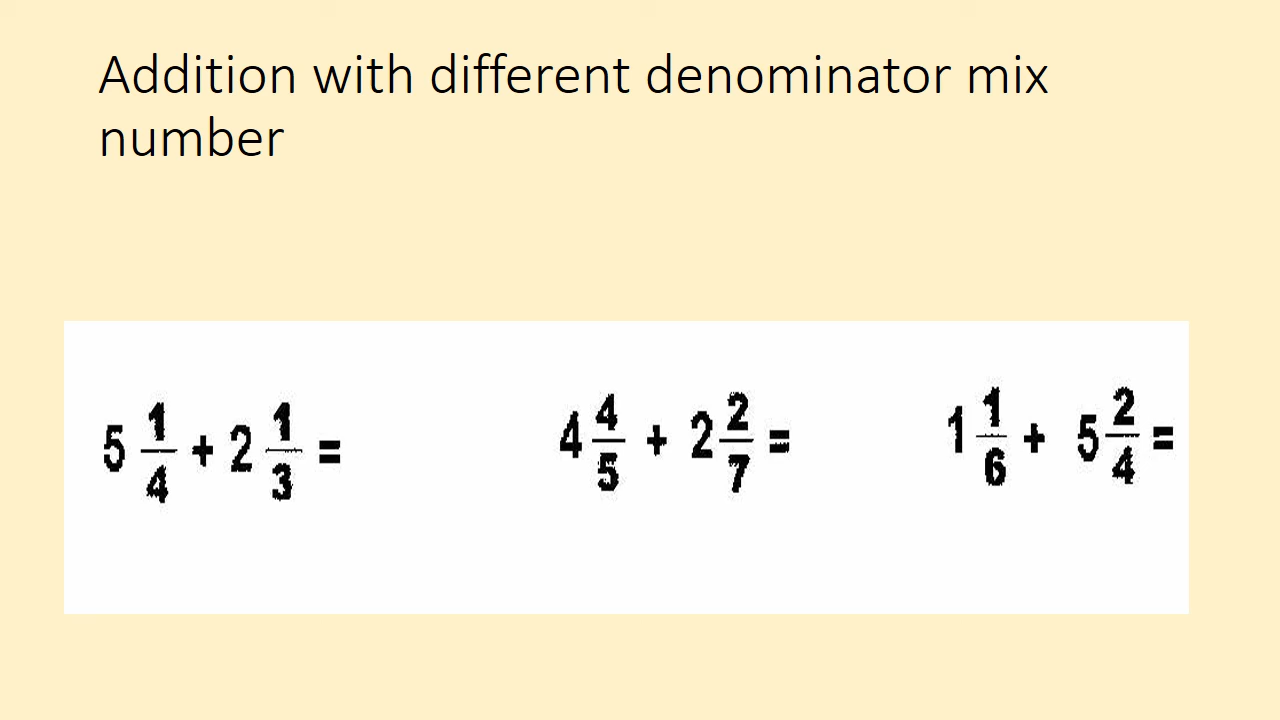 Addition with different denominator mix
number
5 1/4 + 2 1/3 =
4 4/5 + 2 2/7 =
1 1/6 + 5 2/4 =